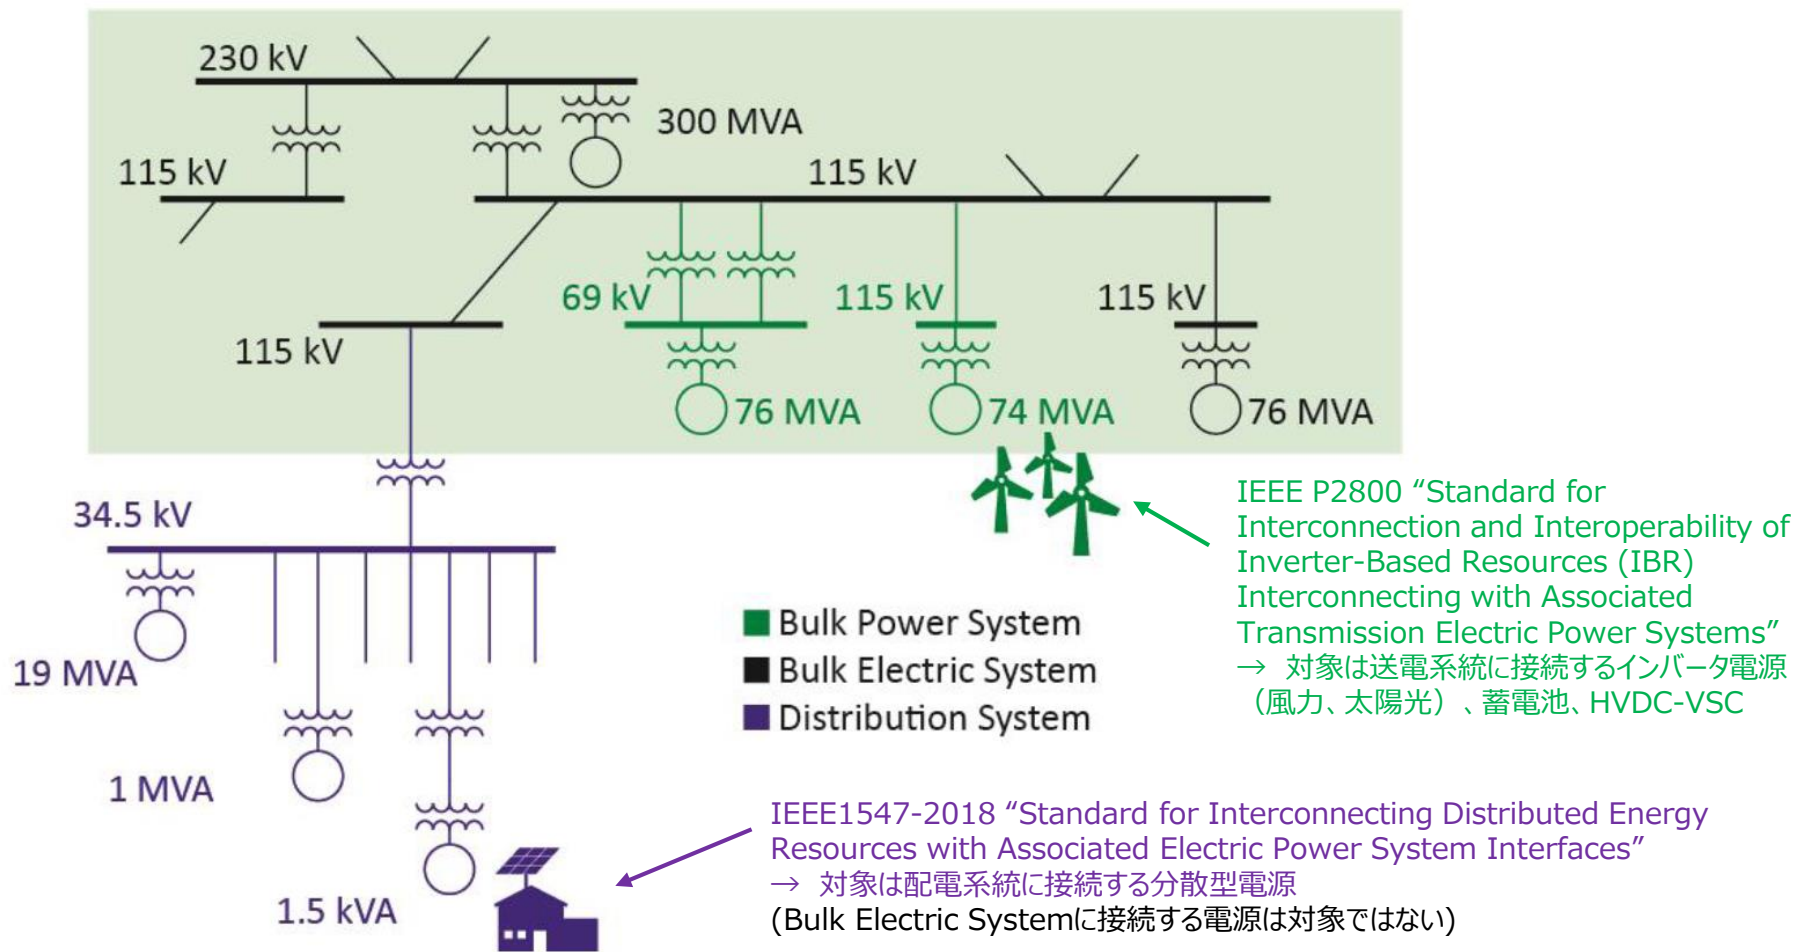 230 kV
300 MVA
115 kV
115 kV
69 kV
115 kV
115 kV
115 kV
76 MVA
74 MVA
76 MVA
34.5 kV
19 MVA
1 MVA
1.5 kVA
Bulk Power System
Bulk Electric System
Distribution System
IEEE P2800 “Standard for
Interconnection and Interoperability of
Inverter-Based Resources (IBR)
Interconnecting with Associated
Transmission Electric Power Systems”
→ 対象は送電系統に接続するインバータ電源
（風力、太陽光）、蓄電池、HVDC-VSC
IEEE1547-2018 “Standard for Interconnecting Distributed Energy
Resources with Associated Electric Power System Interfaces”
→ 対象は配電系統に接続する分散型電源
(Bulk Electric Systemに接続する電源は対象ではない)